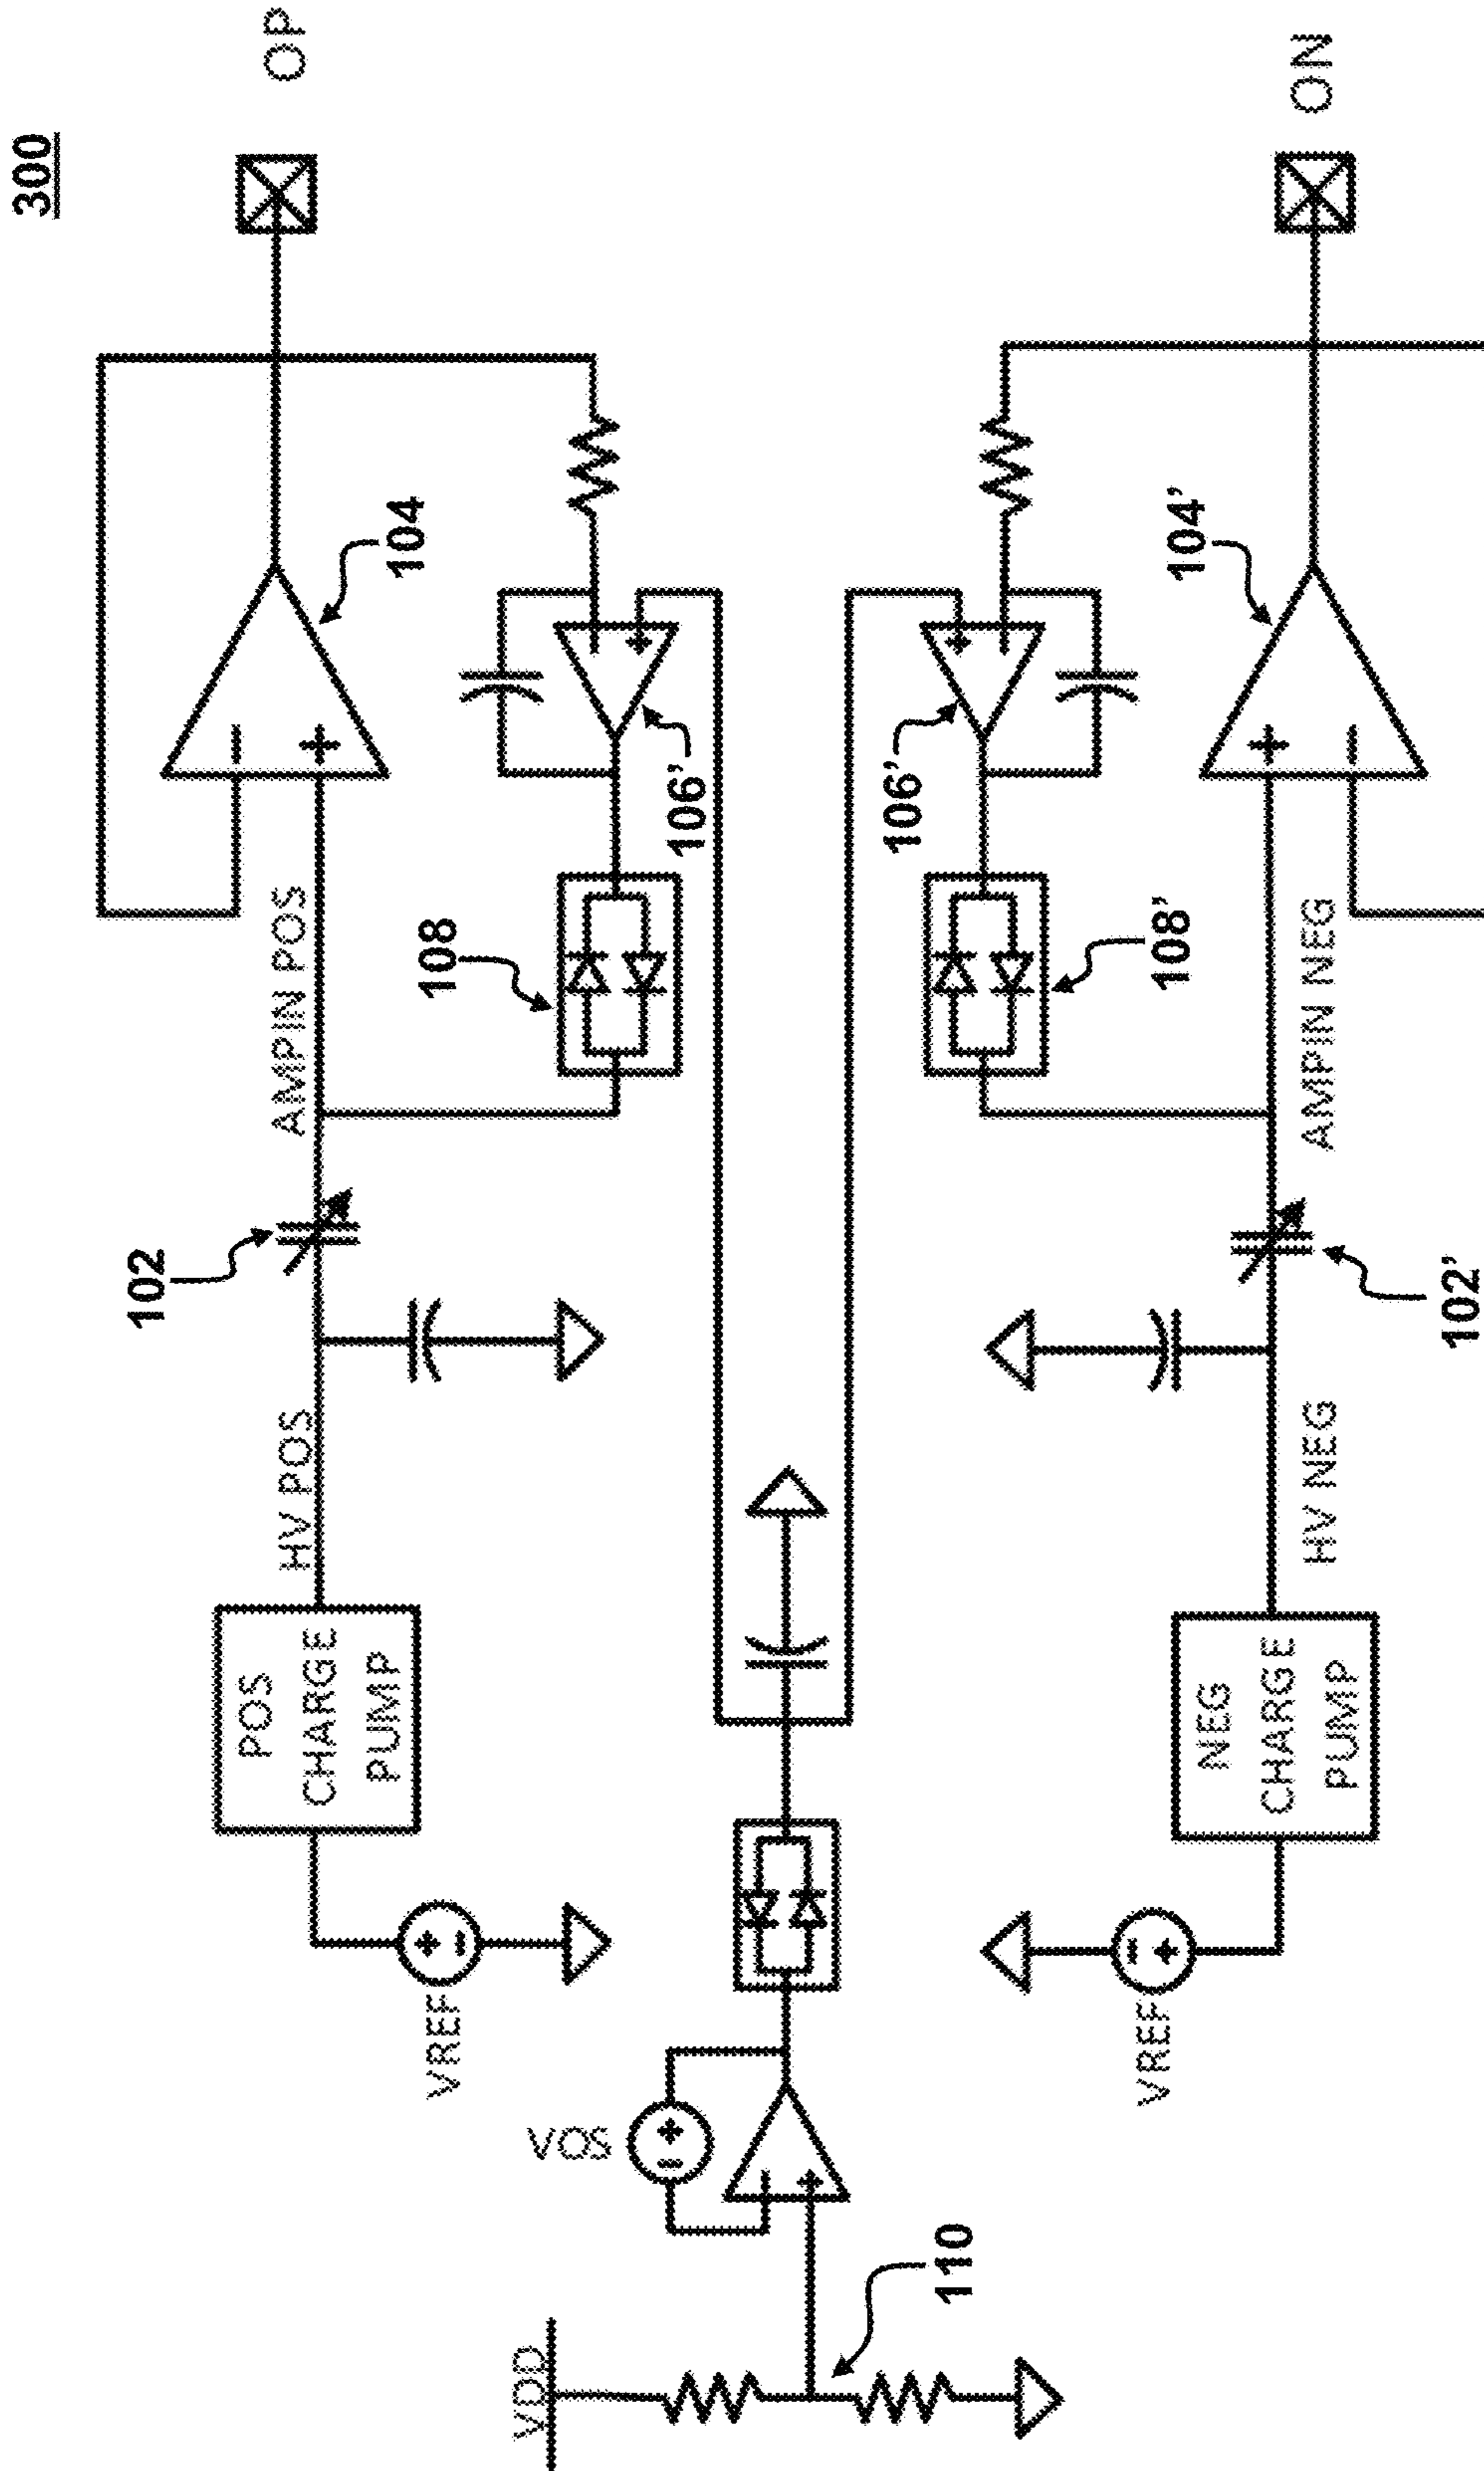 300
OP
104
AMPIN POS
106'
108
102
HV POS
POS
CHARGE
PUMP
VREF
VOS
VDD
110
ON
104'
106'
108'
AMPIN NEG
102'
HV NEG
NEG
CHARGE
PUMP
VREF